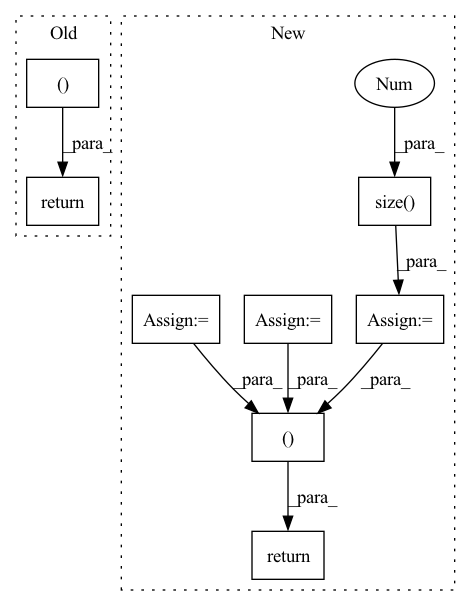 Old
New
()
Num
_para_
_para_
return
size()
_para_
Assign:=
Assign:=
Assign:=
_para_
_para_
_para_
()
_para_
return